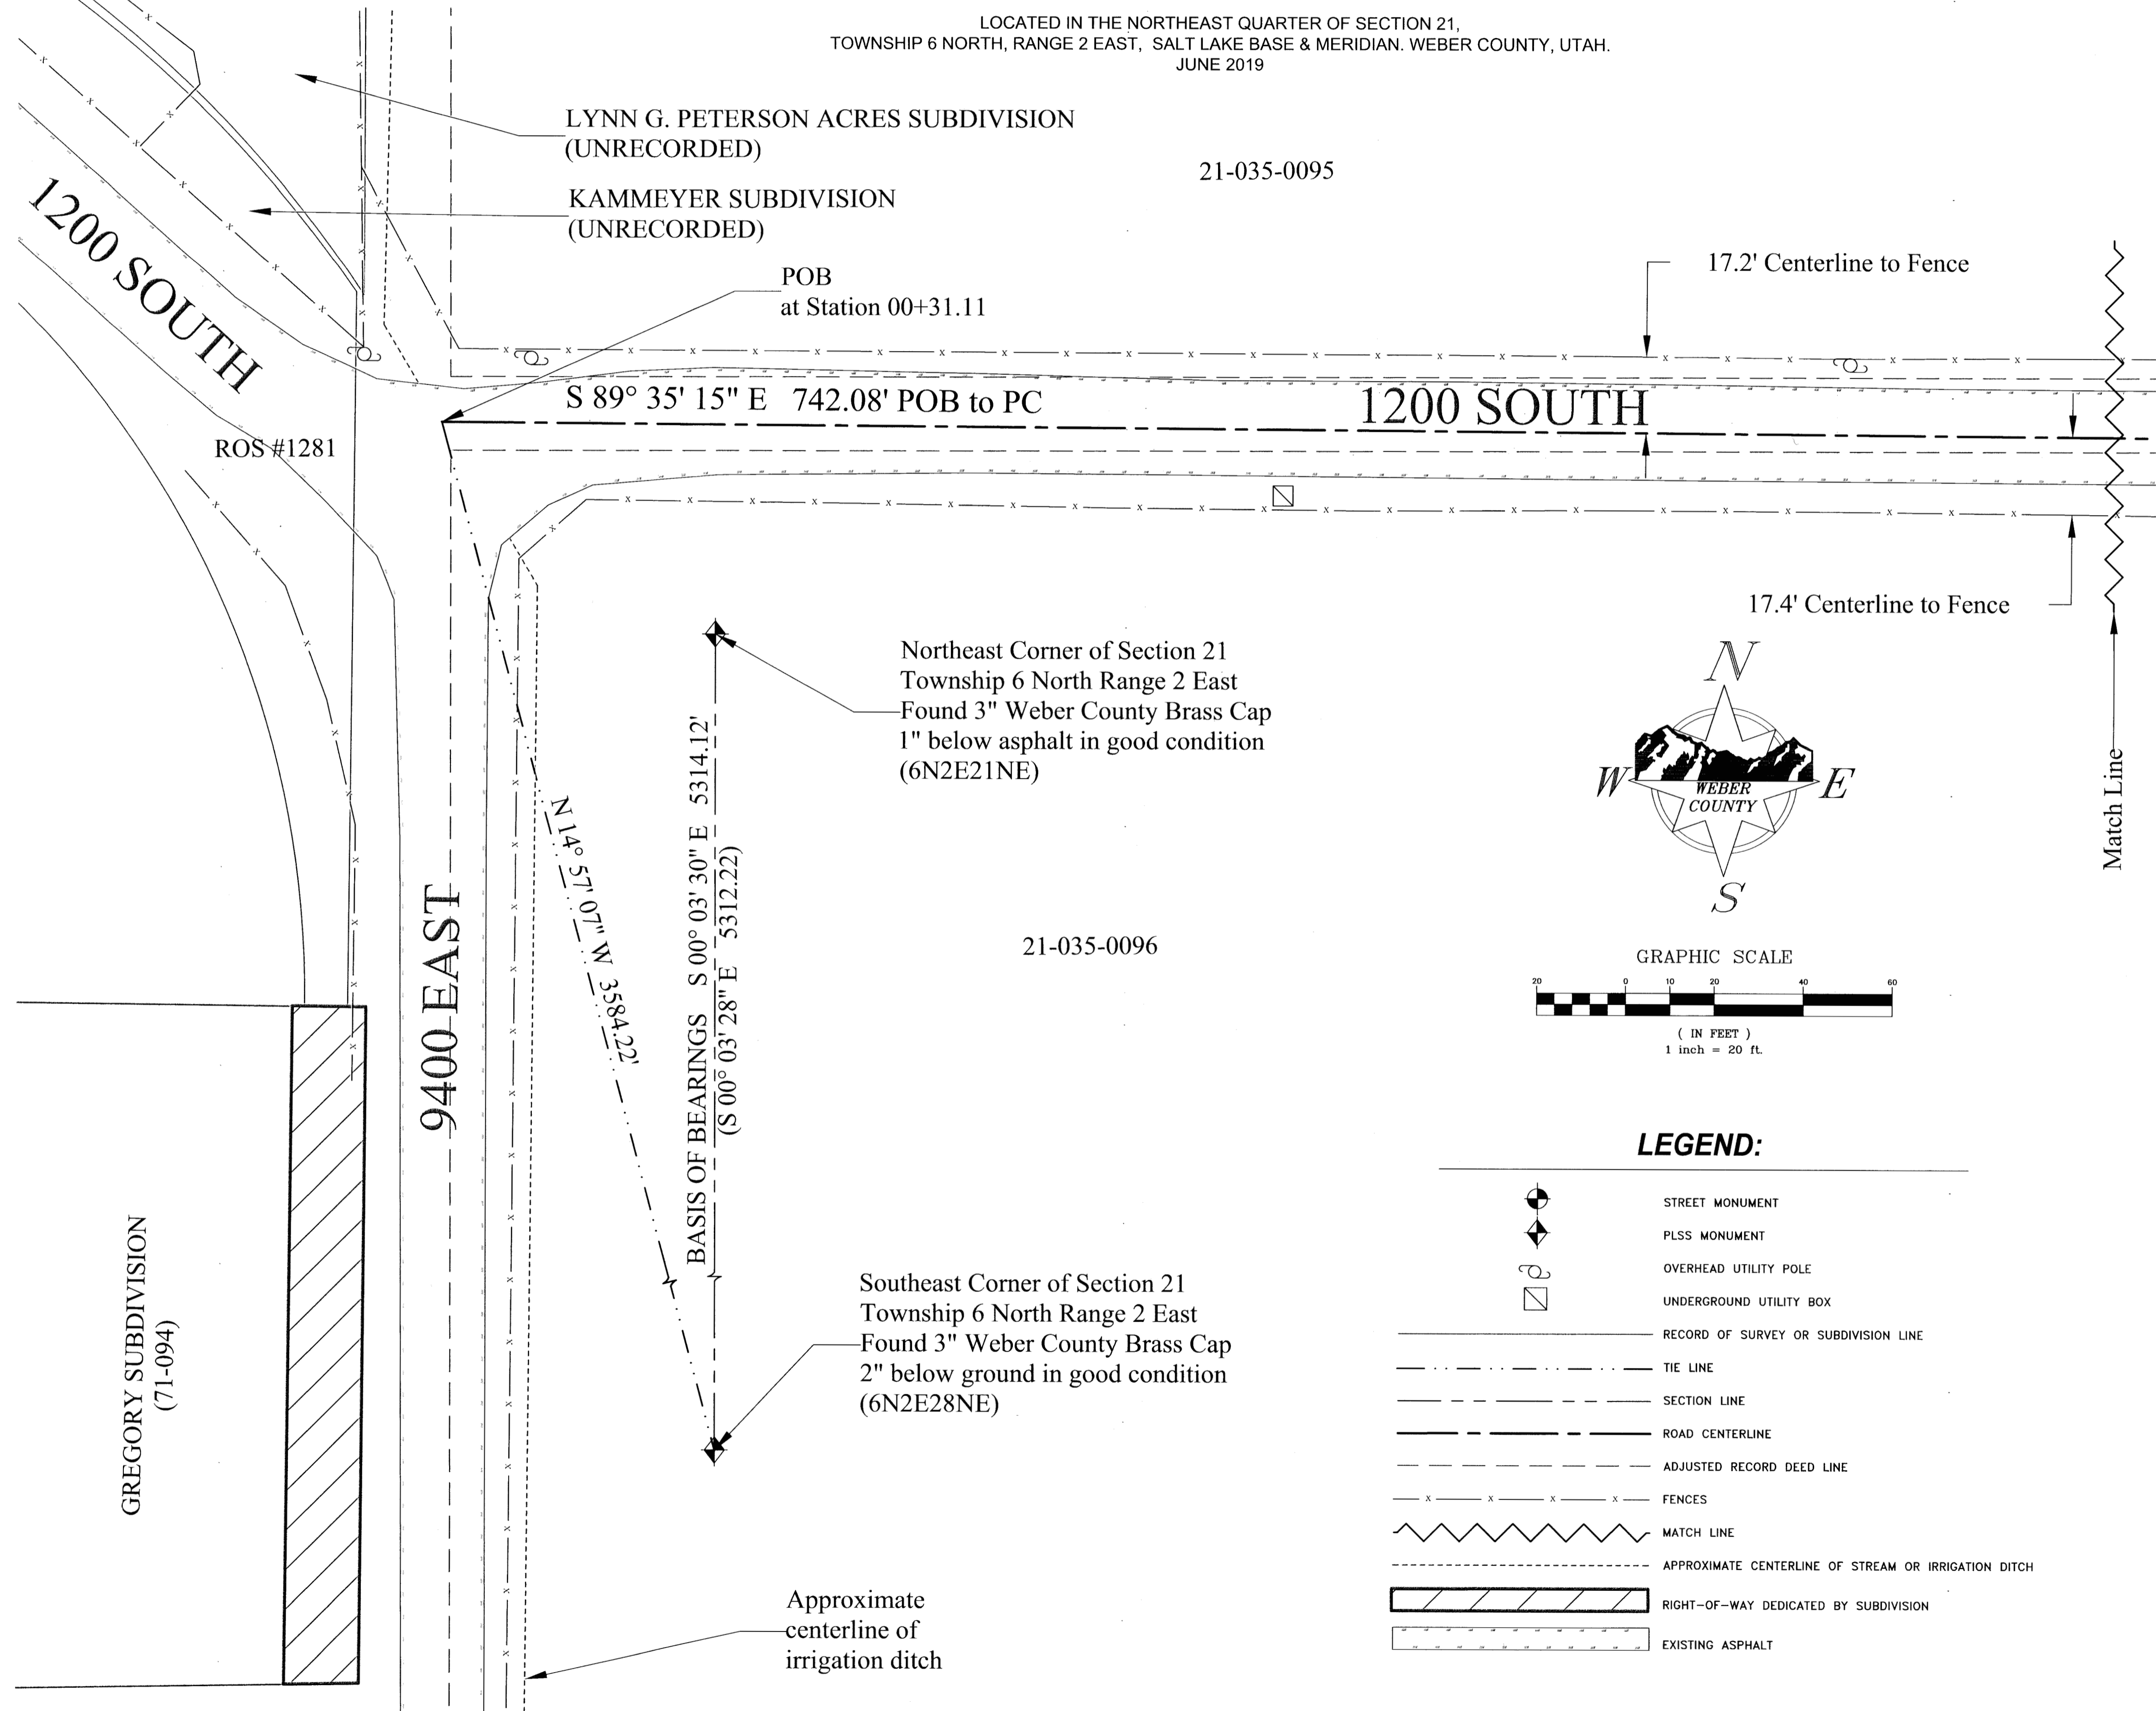 LOCATED IN THE NORTHEAST QUARTER OF SECTION 21,
TOWNSHIP 6 NORTH, RANGE 2 EAST, SALT LAKE BASE & MERIDIAN. WEBER COUNTY, UTAH.
JUNE 2019
LYNN G. PETERSON ACRES SUBDIVISION
(UNRECORDED)
21-035-0095
KAMMEYER SUBDIVISION
(UNRECORDED)
1200 SOUTH
POB
at Station 00+31.11
17.2' Centerline to Fence
S 89° 35' 15" E 742.08' POB to PC
1200 SOUTH
ROS #1281
17.4' Centerline to Fence
Northeast Corner of Section 21
Township 6 North Range 2 East
Found 3" Weber County Brass Cap
1" below asphalt in good condition
(6N2E21NE)
N
W
E
S
WEBER
COUNTY
Match Line
N 14° 57' 07" W 3584.22'
BASIS OF BEARINGS S 00° 03' 30" E 5314.12'
(S 00° 03' 28" E 5312.22)
9400 EAST
21-035-0096
GRAPHIC SCALE
20 0 10 20 40 60
( IN FEET )
1 inch = 20 ft.
Southeast Corner of Section 21
Township 6 North Range 2 East
Found 3" Weber County Brass Cap
2" below ground in good condition
(6N2E28NE)
GREGORY SUBDIVISION
(71-094)
Approximate
centerline of
irrigation ditch
LEGEND:
STREET MONUMENT
PLSS MONUMENT
OVERHEAD UTILITY POLE
UNDERGROUND UTILITY BOX
RECORD OF SURVEY OR SUBDIVISION LINE
TIE LINE
SECTION LINE
ROAD CENTERLINE
ADJUSTED RECORD DEED LINE
FENCES
MATCH LINE
APPROXIMATE CENTERLINE OF STREAM OR IRRIGATION DITCH
RIGHT-OF-WAY DEDICATED BY SUBDIVISION
EXISTING ASPHALT